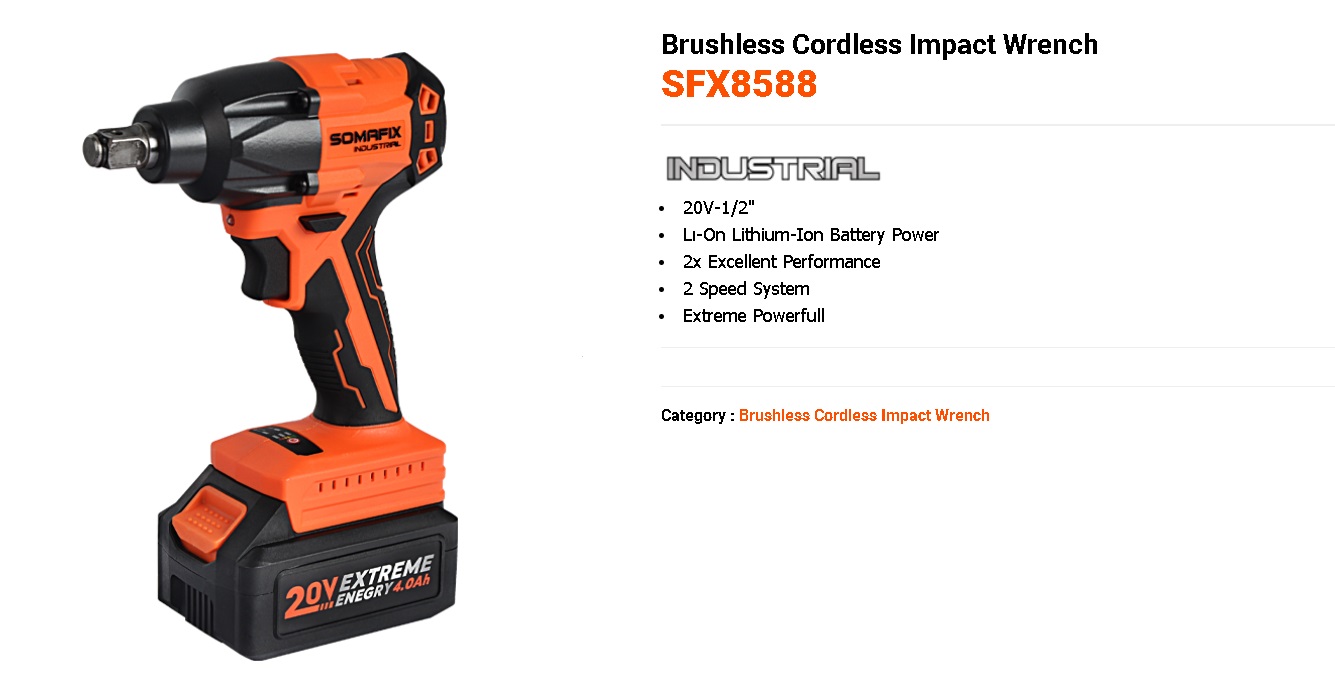 Brushless Cordless Impact Wrench
SFX8588
INDUSTRIAL
20V-1/2"
Lı-On Lithium-Ion Battery Power
2x Excellent Performance
2 Speed System
Extreme Powerfull
Category : Brushless Cordless Impact Wrench
SOMAFIX
INDUSTRIAL
20V EXTREME
ENEGRY 4.0Ah